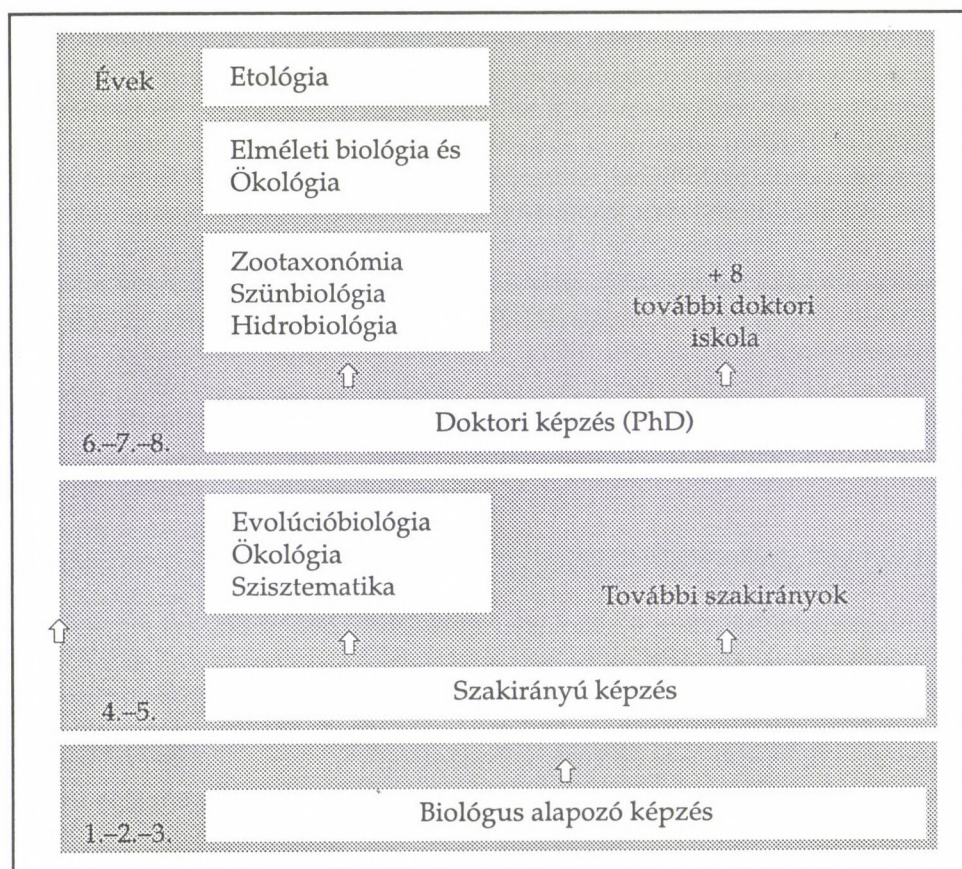 Évek
Etológia
Elméleti biológia és
Ökológia
Zootaxonómia
Szünbiológia
Hidrobiológia
+ 8
további doktori
iskola
Doktori képzés (PhD)
6.–7.–8.
Evolúcióbiológia
Ökológia
Szisztematika
További szakirányok
Szakirányú képzés
4.–5.
Biológus alapozó képzés
1.–2.–3.